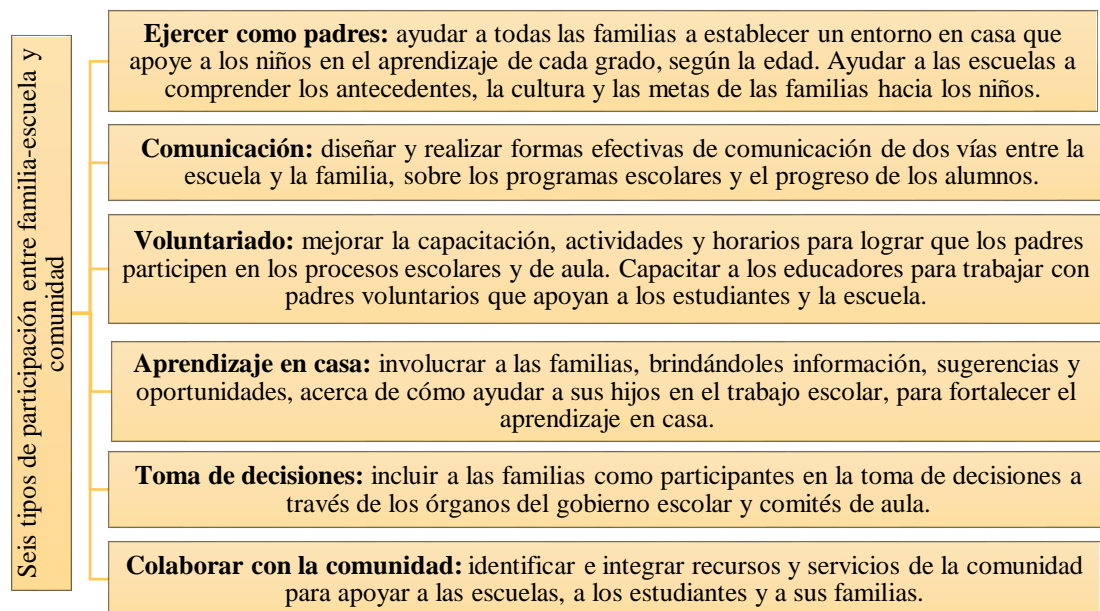 Seis tipos de participación entre familia-escuela y
comunidad
Ejercer como padres: ayudar a todas las familias a establecer un entorno en casa que
apoye a los niños en el aprendizaje de cada grado, según la edad. Ayudar a las escuelas a
comprender los antecedentes, la cultura y las metas de las familias hacia los niños.
Comunicación: diseñar y realizar formas efectivas de comunicación de dos vías entre la
escuela y la familia, sobre los programas escolares y el progreso de los alumnos.
Voluntariado: mejorar la capacitación, actividades y horarios para lograr que los padres
participen en los procesos escolares y de aula. Capacitar a los educadores para trabajar con
padres voluntarios que apoyan a los estudiantes y la escuela.
Aprendizaje en casa: involucrar a las familias, brindándoles información, sugerencias y
oportunidades, acerca de cómo ayudar a sus hijos en el trabajo escolar, para fortalecer el
aprendizaje en casa.
Toma de decisiones: incluir a las familias como participantes en la toma de decisiones a
través de los órganos del gobierno escolar y comités de aula.
Colaborar con la comunidad: identificar e integrar recursos y servicios de la comunidad
para apoyar a las escuelas, a los estudiantes y a sus familias.